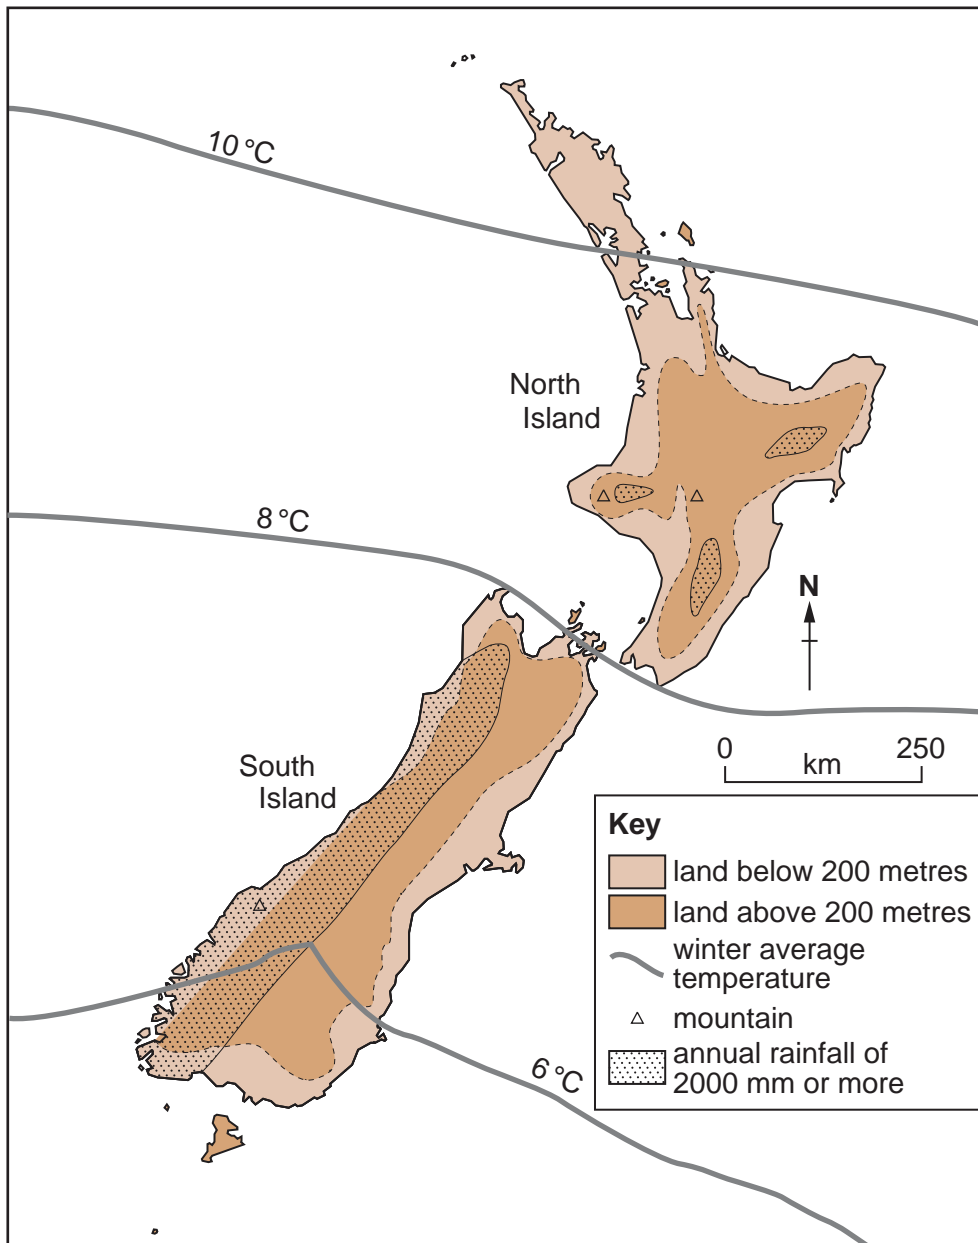 10 °C
North
Island
8 °C
N
0 250
km
South
Island
Key
land below 200 metres
land above 200 metres
winter average
temperature
mountain
annual rainfall of
2000 mm or more
6 °C